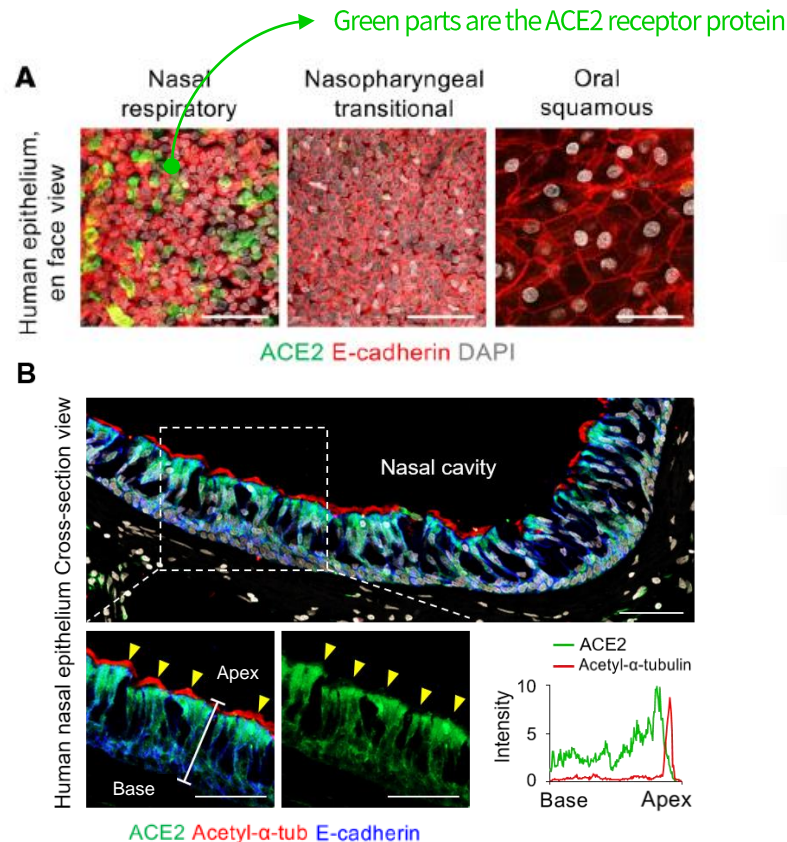 Green parts are the ACE2 receptor protein
A
Nasal respiratory
Nasopharyngeal transitional
Oral squamous
Human epithelium, en face view
ACE2 E-cadherin DAPI
B
Human nasal epithelium Cross-section view
Nasal cavity
Apex
Base
ACE2 Acetyl-α-tub E-cadherin
ACE2
Acetyl-α-tubulin
Intensity
10
5
0
Base
Apex